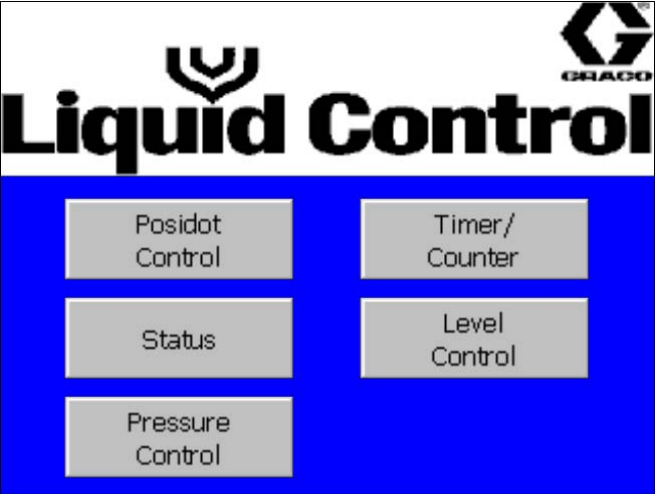 GRACO
Liquid Control
Posidot
Control
Timer/
Counter
Status
Level
Control
Pressure
Control